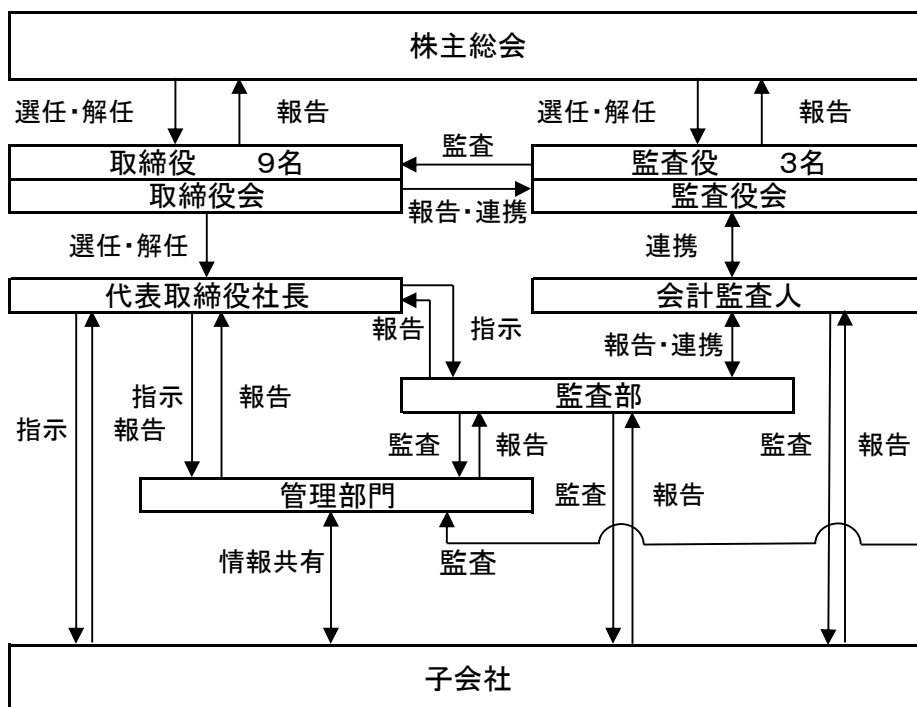 株主総会
選任・解任
報告
選任・解任
報告
取締役　　9名
監査
監査役　　3名
取締役会
報告・連携
監査役会
選任・解任
連携
代表取締役社長
会計監査人
報告
指示
報告・連携
監査部
指示
報告
指示
報告
監査
報告
監査
報告
管理部門
監査
報告
情報共有
監査
子会社